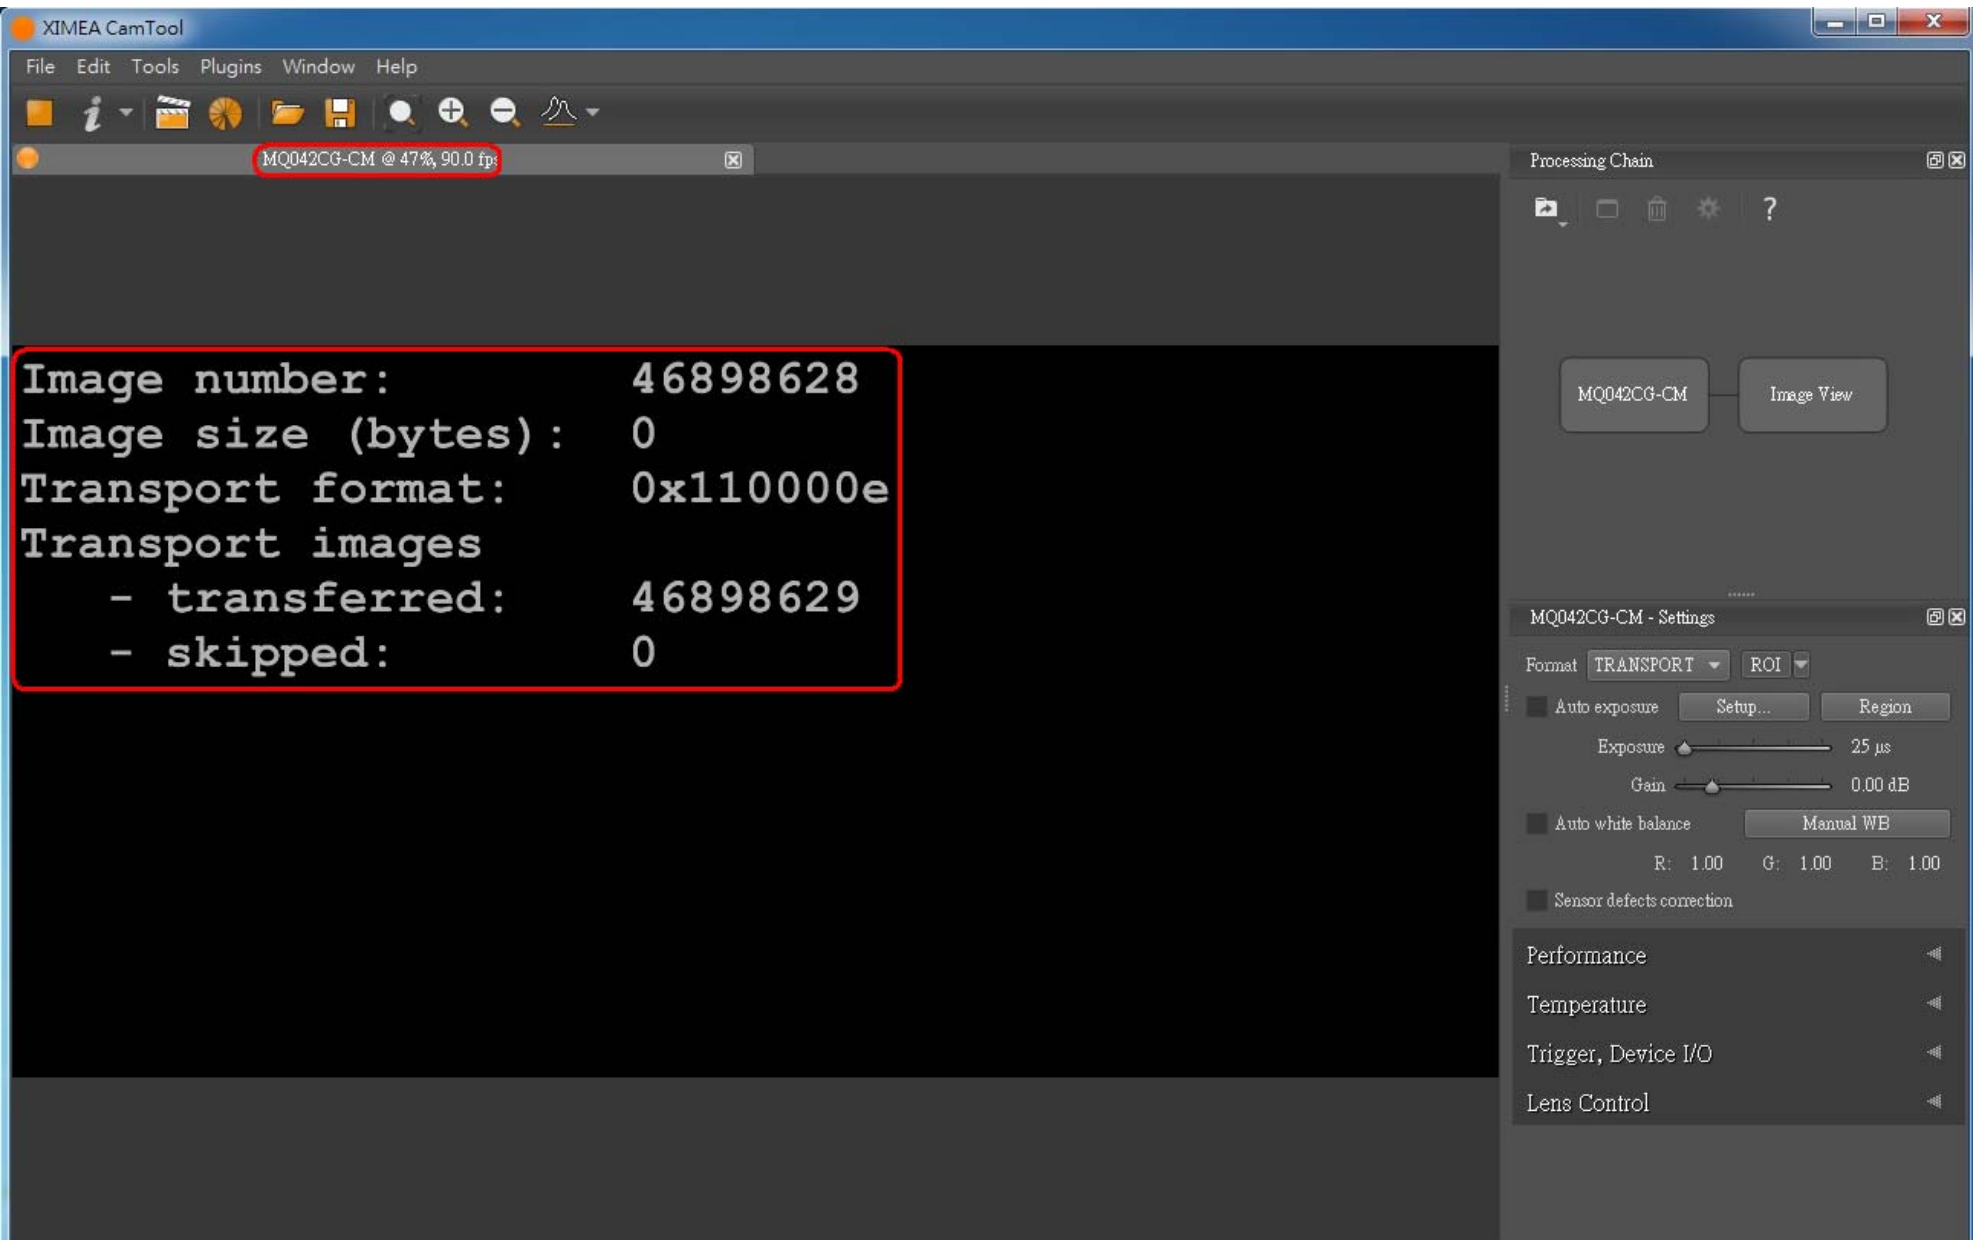 XIMEA CamTool
File Edit Tools Plugins Window Help
MQ042CG-CM @ 47%, 90.0 fps
Image number: 46898628
Image size (bytes): 0
Transport format: 0x110000e
Transport images
- transferred: 46898629
- skipped: 0
Processing Chain
?
MQ042CG-CM
Image View
MQ042CG-CM - Settings
Format TRANSPORT ROI
Auto exposure Setup... Region
Exposure 25 µs
Gain 0.00 dB
Auto white balance Manual WB
R: 1.00 G: 1.00 B: 1.00
Sensor defects correction
Performance
Temperature
Trigger, Device I/O
Lens Control